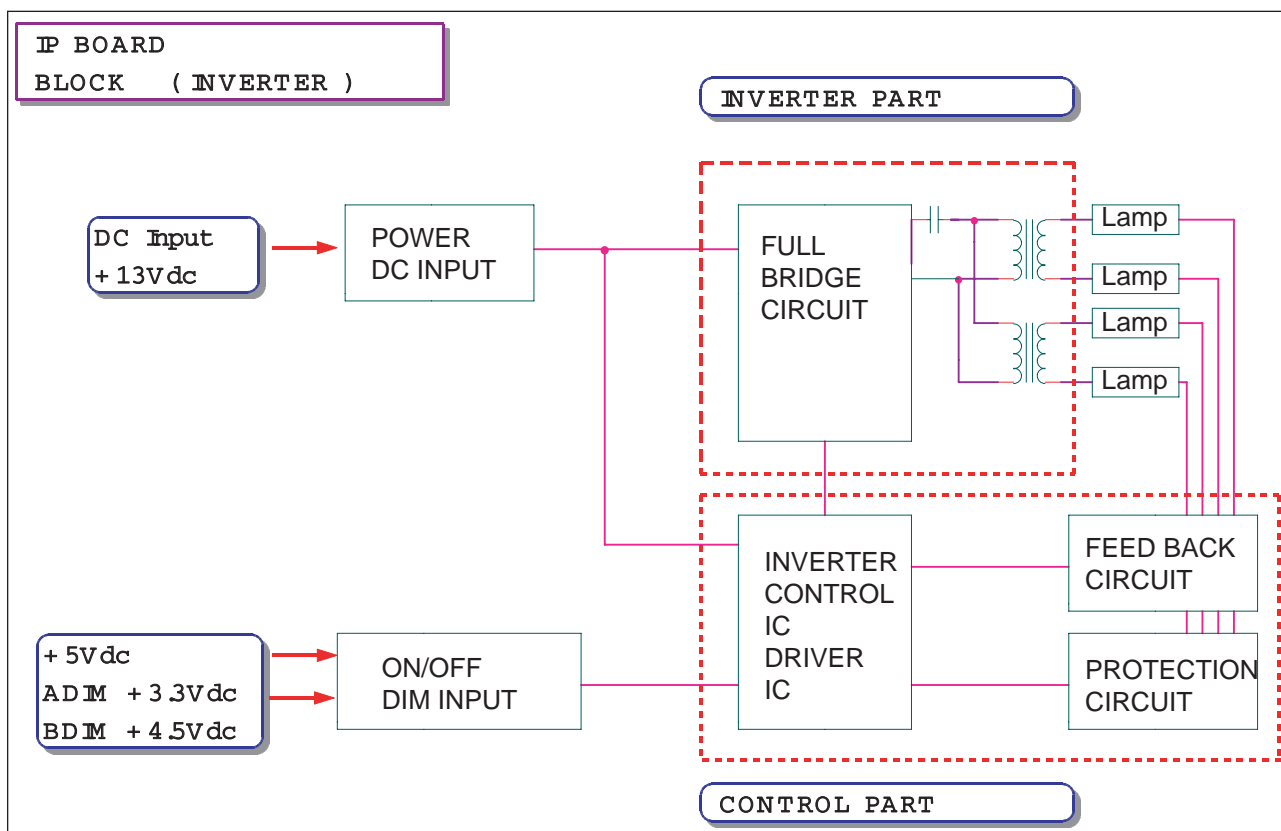 IP BOARD
BLOCK ( INVERTER )
INVERTER PART
DC Input
+13Vdc
POWER
DC INPUT
FULL
BRIDGE
CIRCUIT
Lamp
Lamp
Lamp
Lamp
INVERTER
CONTROL
IC
DRIVER
IC
FEED BACK
CIRCUIT
+5Vdc
ADIM +3.3Vdc
BDIM +4.5Vdc
ON/OFF
DIM INPUT
PROTECTION
CIRCUIT
CONTROL PART